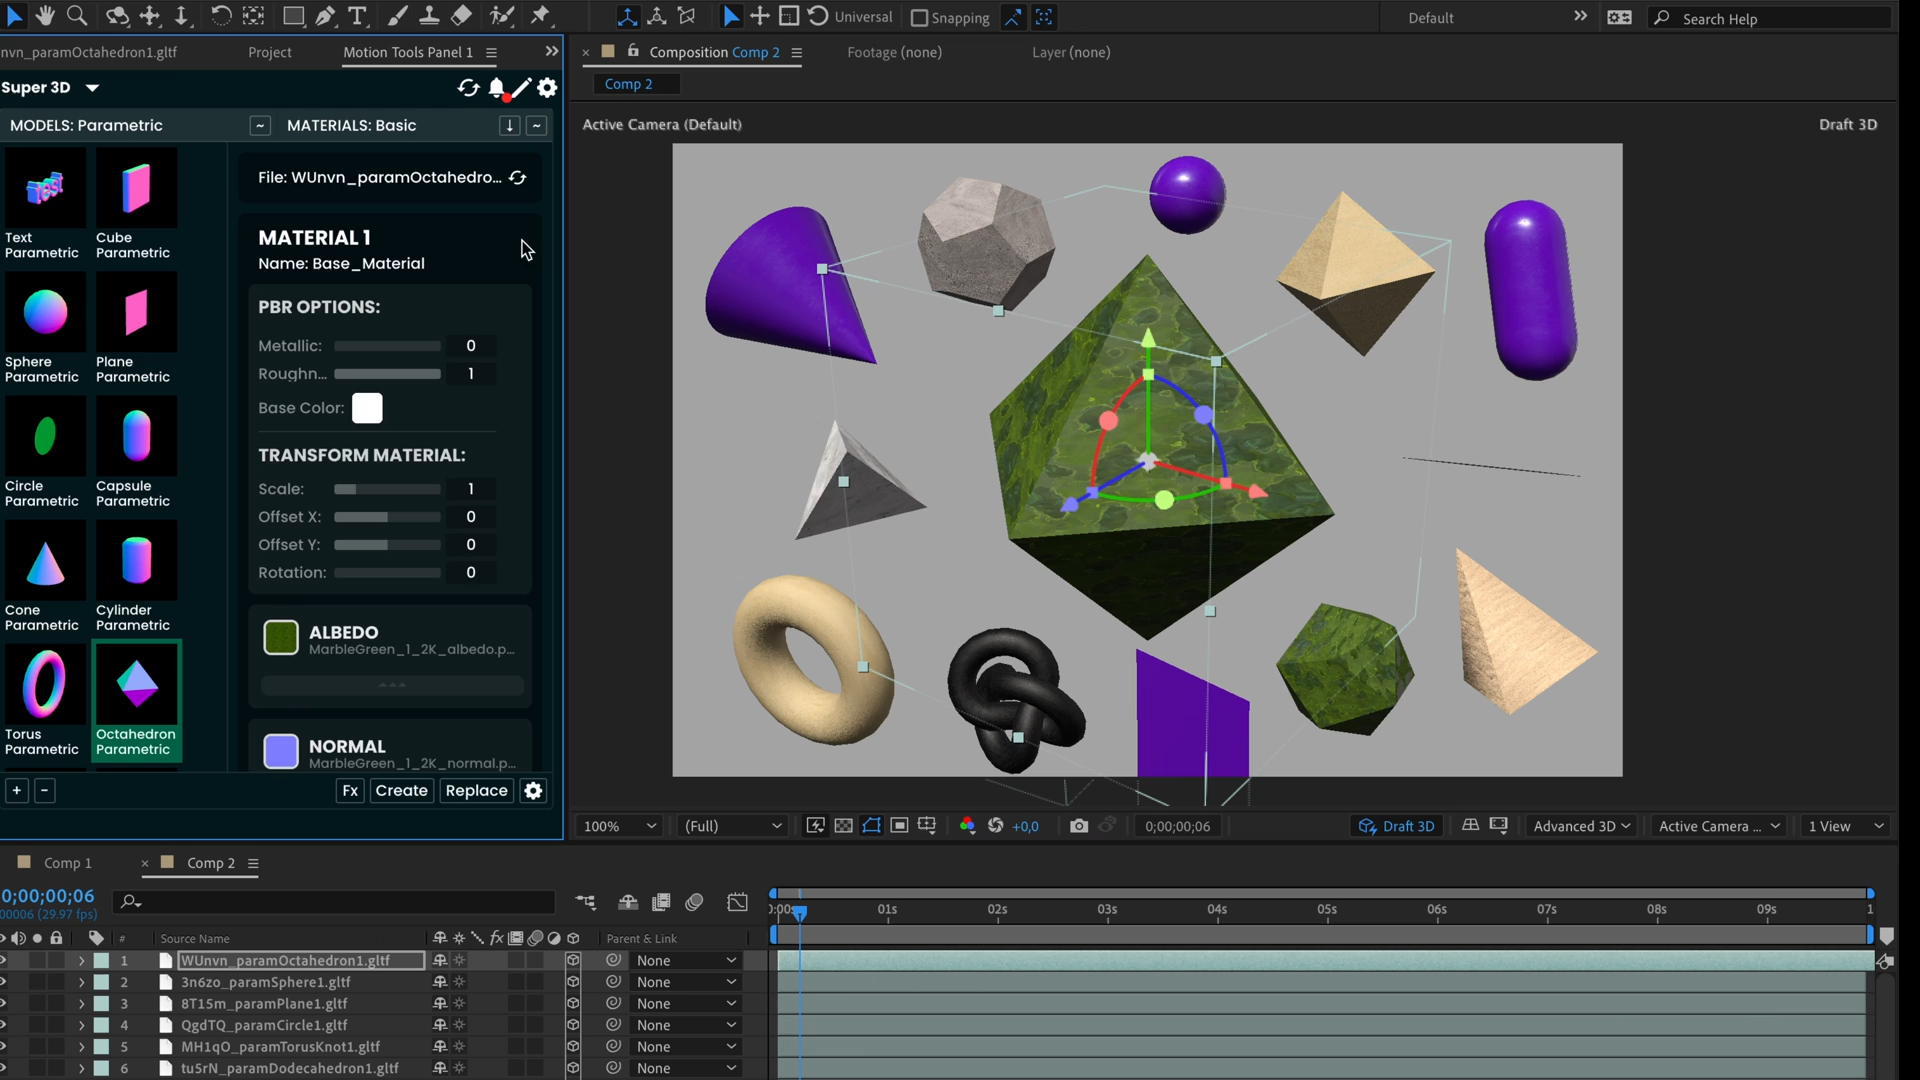 Universal
Snapping
Default
Search Help
nvn_paramOctahedron1.gltf
Project
Motion Tools Panel 1
Composition Comp 2
Footage (none)
Layer (none)
Super 3D
Comp 2
MODELS: Parametric
MATERIALS: Basic
Active Camera (Default)
Draft 3D
File: WUnvn_paramOctahedro...
Text
Parametric
Cube
Parametric
MATERIAL 1
Name: Base_Material
PBR OPTIONS:
Metallic: 0
Roughn... 1
Base Color:
Sphere
Parametric
Plane
Parametric
TRANSFORM MATERIAL:
Scale: 1
Offset X: 0
Offset Y: 0
Rotation: 0
Circle
Parametric
Capsule
Parametric
Cone
Parametric
Cylinder
Parametric
ALBEDO
MarbleGreen_1_2K_albedo.p...
Torus
Parametric
Octahedron
Parametric
NORMAL
MarbleGreen_1_2K_normal.p...
+ -
Fx
Create
Replace
100%
(Full)
+0,0
0;00;00;06
Draft 3D
Advanced 3D
Active Camera ...
1 View
Comp 1
Comp 2
0;00;00;06
00006 (29.97 fps)
0:00s 01s 02s 03s 04s 05s 06s 07s 08s 09s 1
# Source Name
fx
Parent & Link
1 WUnvn_paramOctahedron1.gltf None
2 3n6zo_paramSphere1.gltf None
3 8T15m_paramPlane1.gltf None
4 QgdTQ_paramCircle1.gltf None
5 MH1qO_paramTorusKnot1.gltf None
6 tu5rN_paramDodecahedron1.gltf None